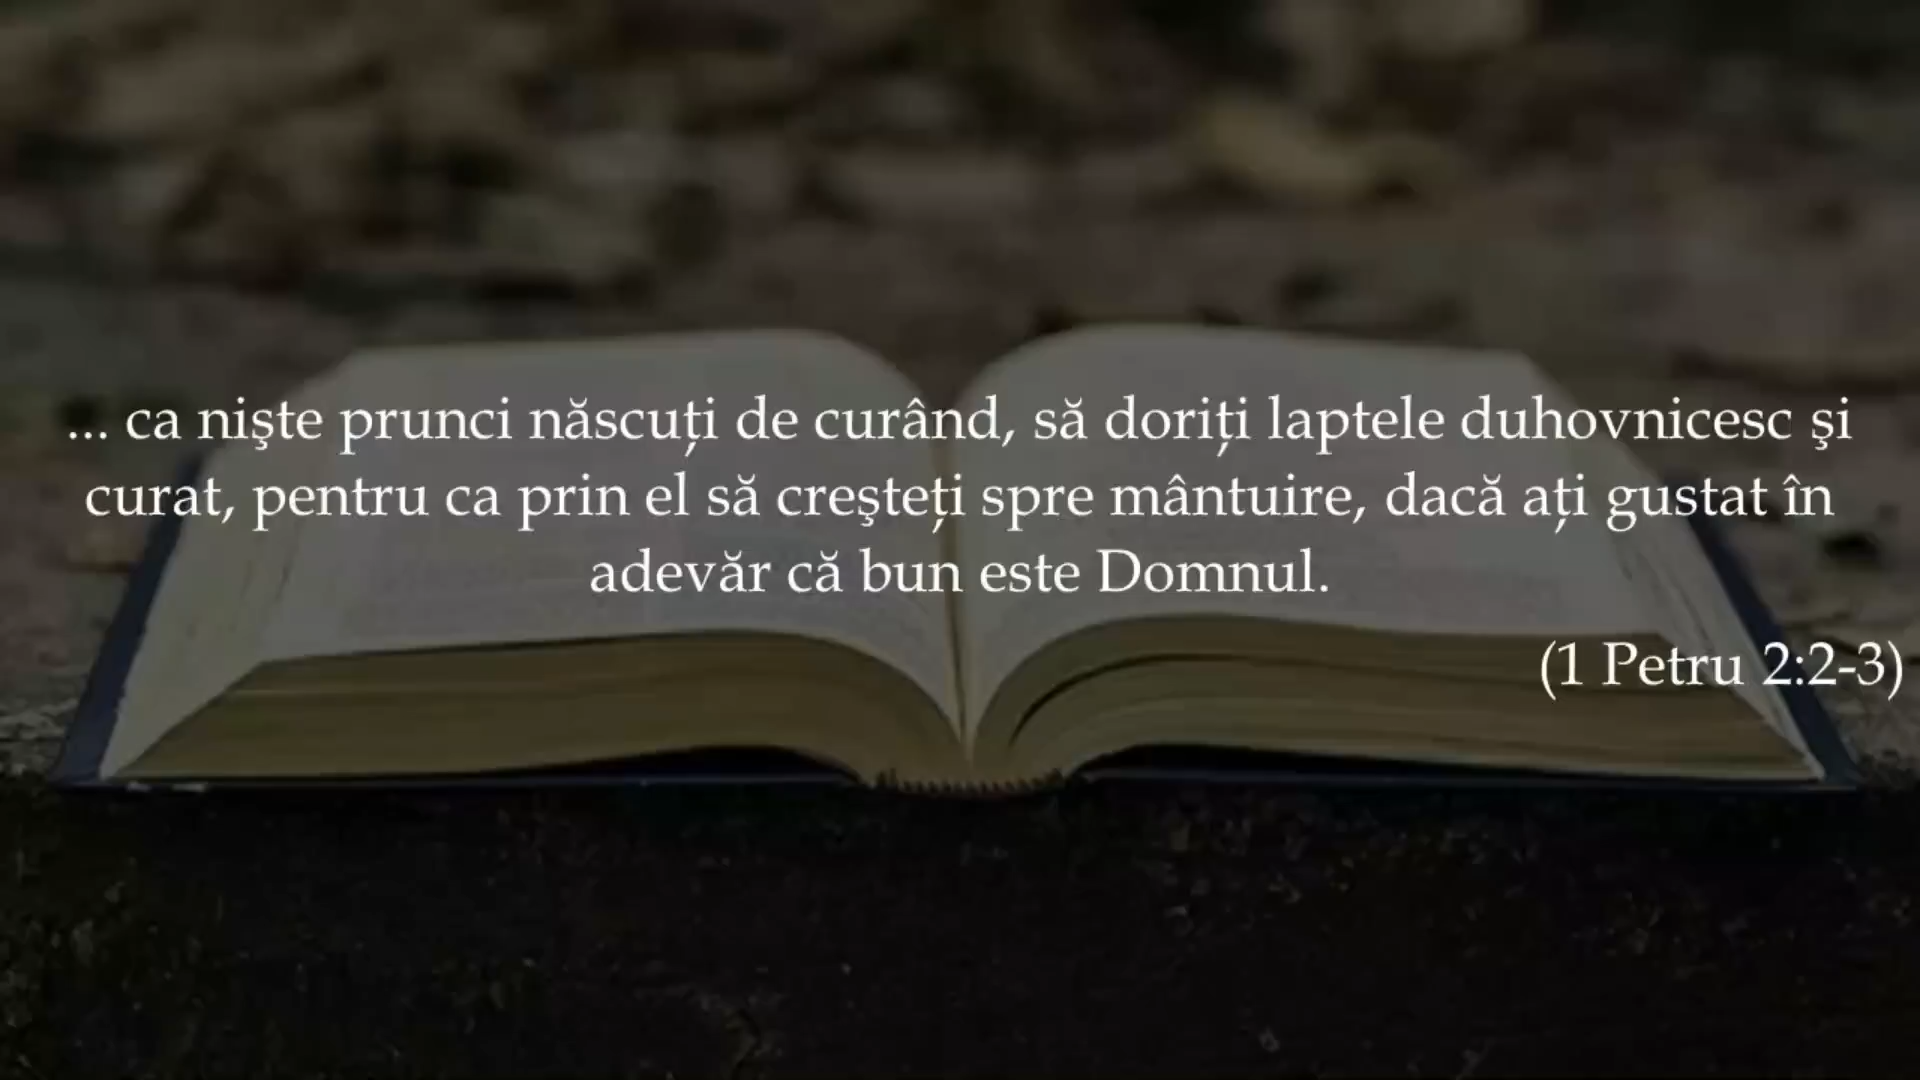 ... ca nişte prunci născuți de curând, să doriți laptele duhovnicesc şi
curat, pentru ca prin el să creşteți spre mântuire, dacă ați gustat în
adevăr că bun este Domnul.
(1 Petru 2:2-3)